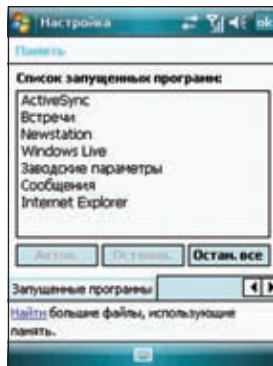 Настройка ok
Память
Список запущенных программ:
ActiveSync
Встречи
Newstation
Windows Live
Заводские параметры
Сообщения
Internet Explorer
Актив. Останов. Остан. все
Запущенные программы
Найти большие файлы, использующие
память.